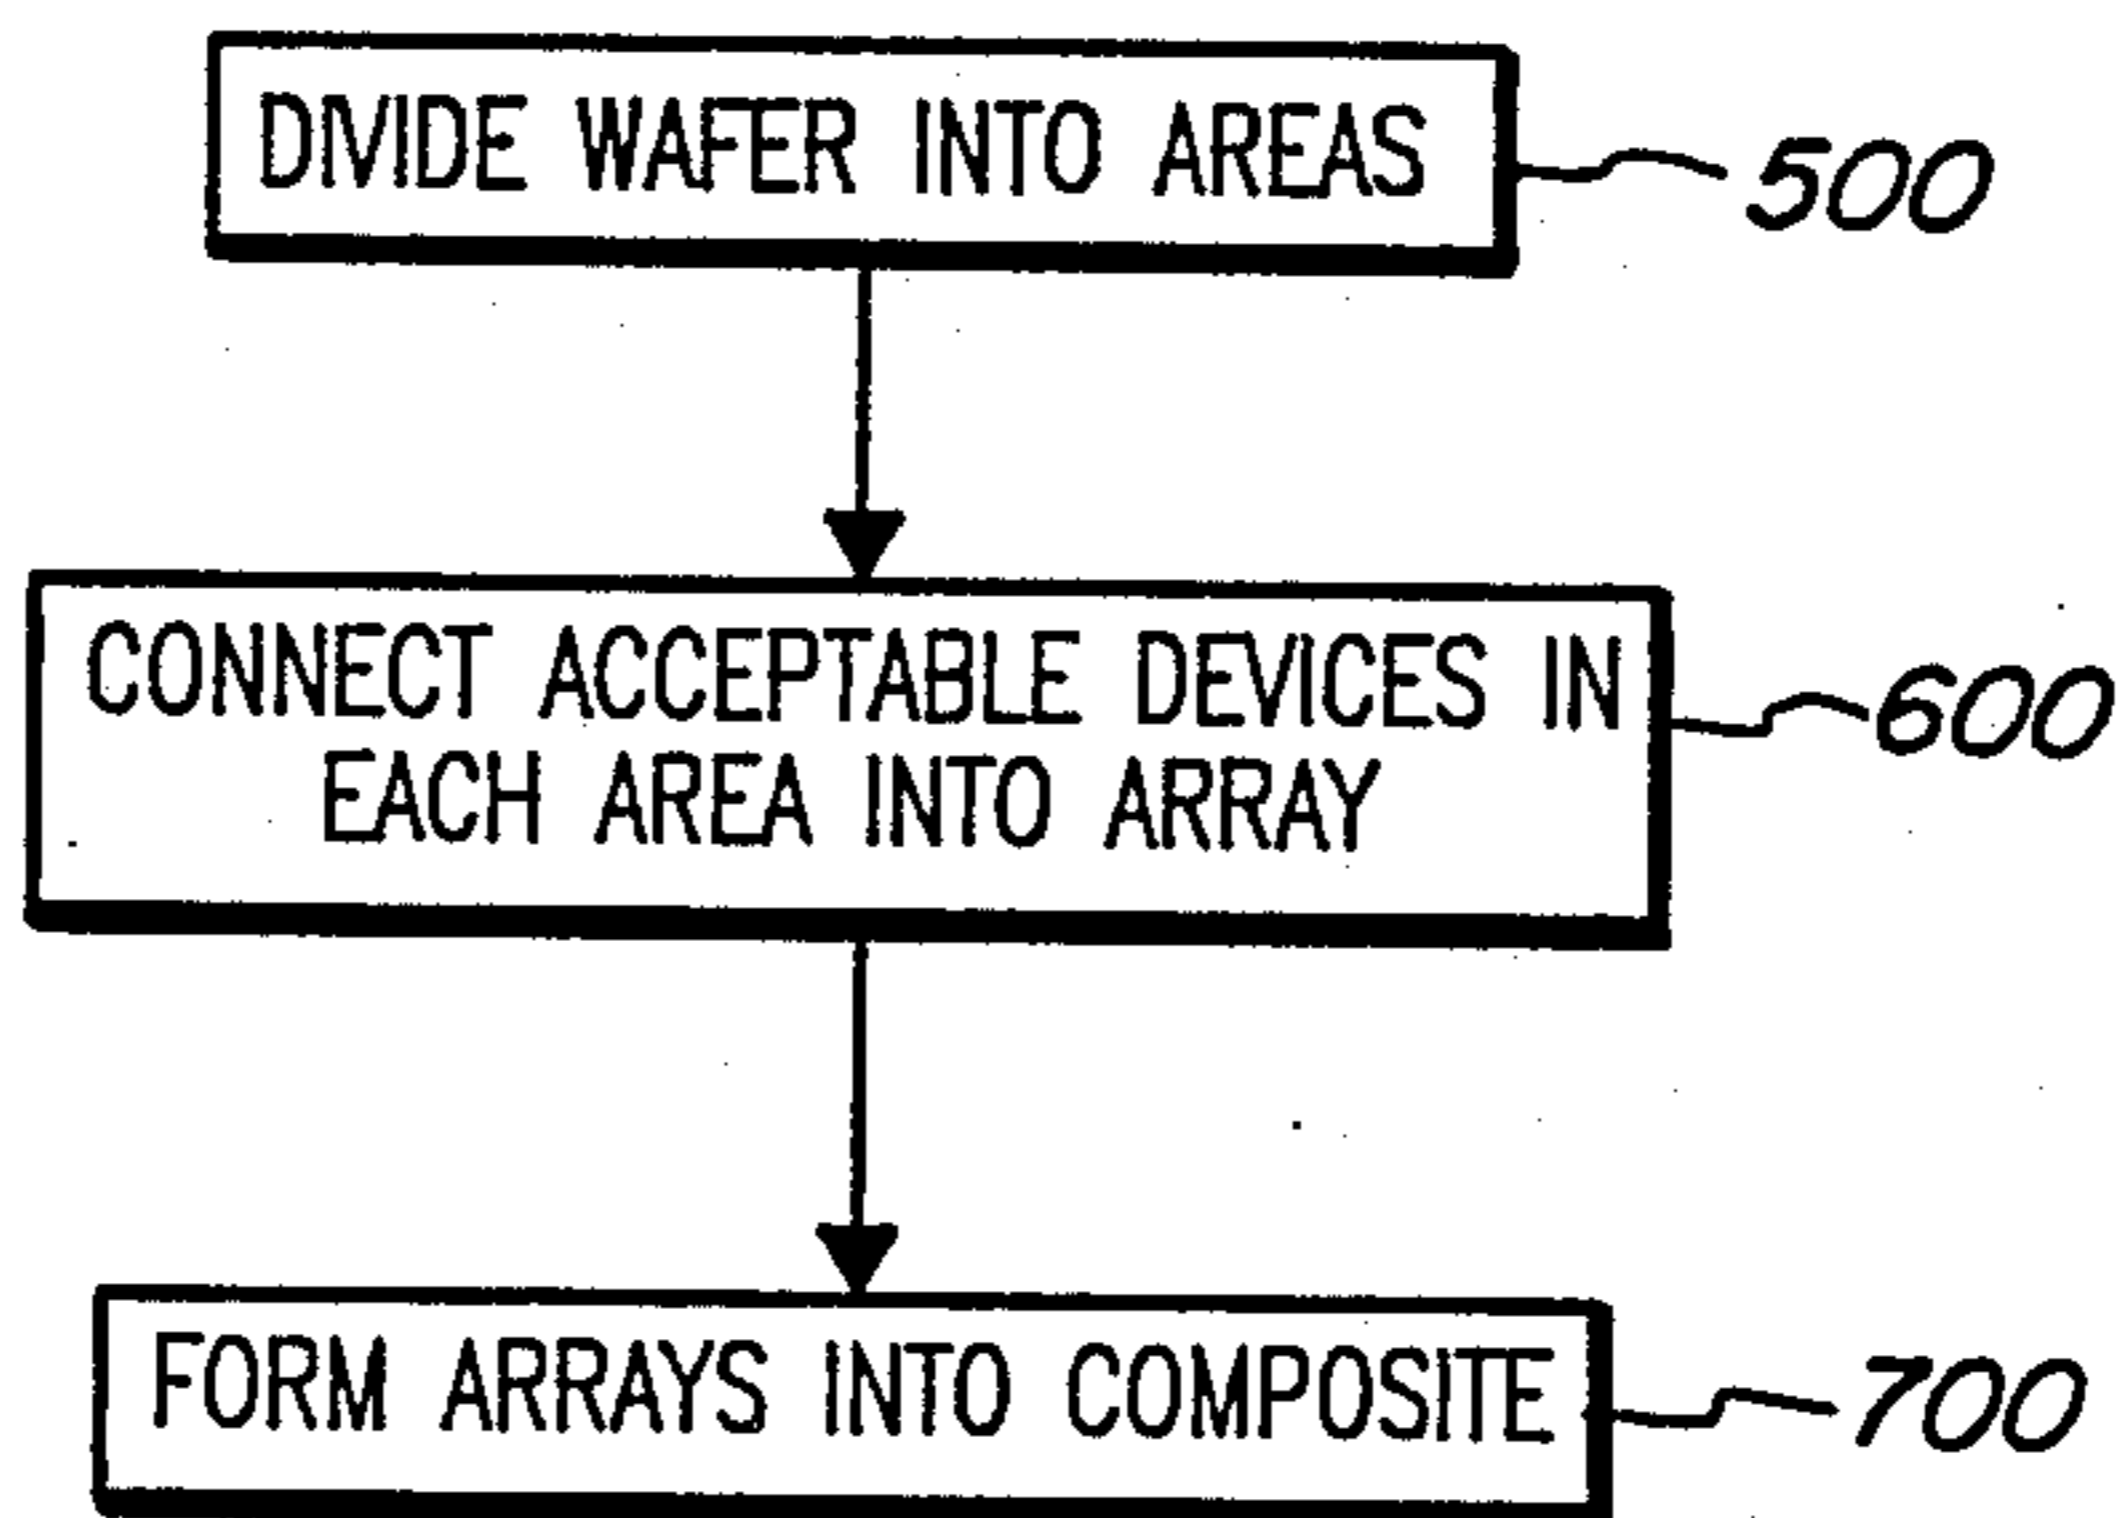 DIVIDE WAFER INTO AREAS
500
CONNECT ACCEPTABLE DEVICES IN
EACH AREA INTO ARRAY
600
FORM ARRAYS INTO COMPOSITE
700